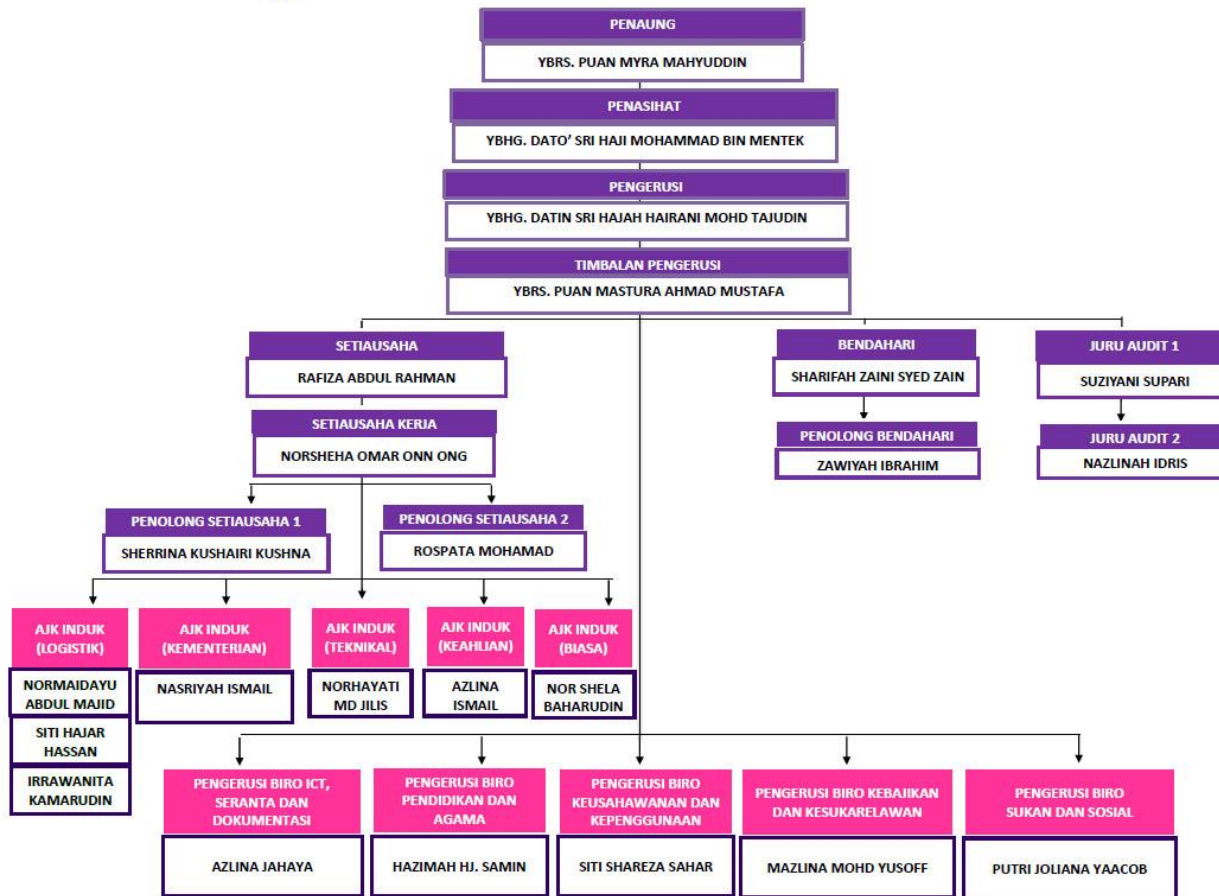 PENAUNG
YBRS. PUAN MYRA MAHYUDDIN
PENASIHAT
YBHG. DATO’ SRI HAJI MOHAMMAD BIN MENTEK
PENGERUSI
YBHG. DATIN SRI HAJAH HAIRANI MOHD TAJUDIN
TIMBALAN PENGERUSI
YBRS. PUAN MASTURA AHMAD MUSTAFA
SETIAUSAHA
RAFIZA ABDUL RAHMAN
BENDAHARI
SHARIFAH ZAINI SYED ZAIN
JURU AUDIT 1
SUZIYANI SUPARI
SETIAUSAHA KERJA
NORSHEHA OMAR ONN ONG
PENOLONG BENDAHARI
ZAWIYAH IBRAHIM
JURU AUDIT 2
NAZLINAH IDRIS
PENOLONG SETIAUSAHA 1
SHERRINA KUSHAIRI KUSHNA
PENOLONG SETIAUSAHA 2
ROSPATA MOHAMAD
AJK INDUK
(LOGISTIK)
NORMAIDAYU
ABDUL MAJID
SITI HAJAR
HASSAN
IRRAWANITA
KAMARUDIN
AJK INDUK
(KEMENTERIAN)
NASRIYAH ISMAIL
AJK INDUK
(TEKNIKAL)
NORHAYATI
MD JILIS
AJK INDUK
(KEAHLIAN)
AZLINA
ISMAIL
AJK INDUK
(BIASA)
NOR SHELA
BAHARUDIN
PENGERUSI BIRO ICT,
SERANTA DAN
DOKUMENTASI
AZLINA JAHAYA
PENGERUSI BIRO
PENDIDIKAN DAN
AGAMA
HAZIMAH HJ. SAMIN
PENGERUSI BIRO
KEUSAHAWANAN DAN
KEPENGGUNAAN
SITI SHAREZA SAHAR
PENGERUSI BIRO KEBAJIKAN
DAN KESUKARELAWAN
MAZLINA MOHD YUSOFF
PENGERUSI BIRO
SUKAN DAN SOSIAL
PUTRI JOLIANA YAACOB